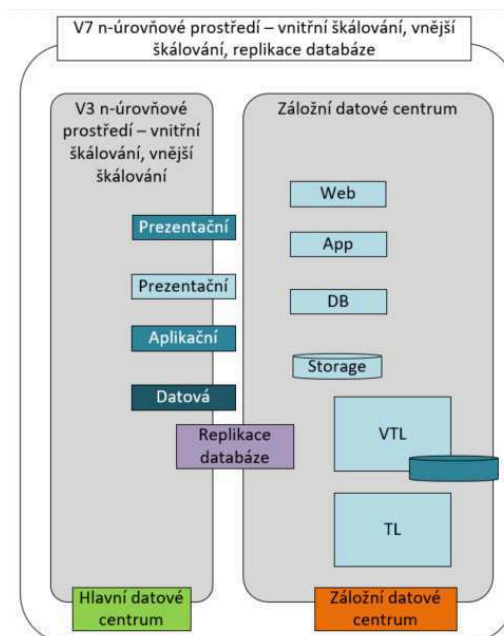 V7 n-úrovňové prostředí – vnitřní škálování, vnější
škálování, replikace databáze
V3 n-úrovňové
prostředí – vnitřní
škálování, vnější
škálování
Prezentační
Prezentační
Aplikační
Datová
Replikace
databáze
Hlavní datové
centrum
Záložní datové centrum
Web
App
DB
Storage
VTL
TL
Záložní datové
centrum